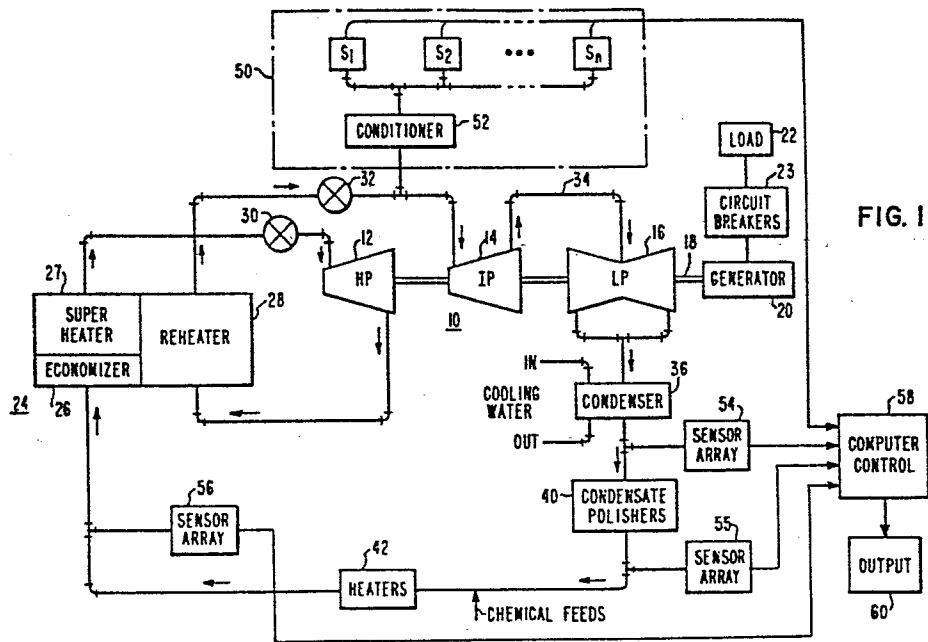 S1
S2
Sn
50
CONDITIONER
52
LOAD
22
23
CIRCUIT
BREAKERS
FIG. 1
32
34
30
12
14
16
18
HP
IP
LP
GENERATOR
20
10
27
28
SUPER
HEATER
REHEATER
ECONOMIZER
24
26
IN
COOLING
WATER
OUT
36
CONDENSER
54
SENSOR
ARRAY
58
COMPUTER
CONTROL
40
CONDENSATE
POLISHERS
56
SENSOR
ARRAY
55
SENSOR
ARRAY
42
HEATERS
CHEMICAL FEEDS
OUTPUT
60